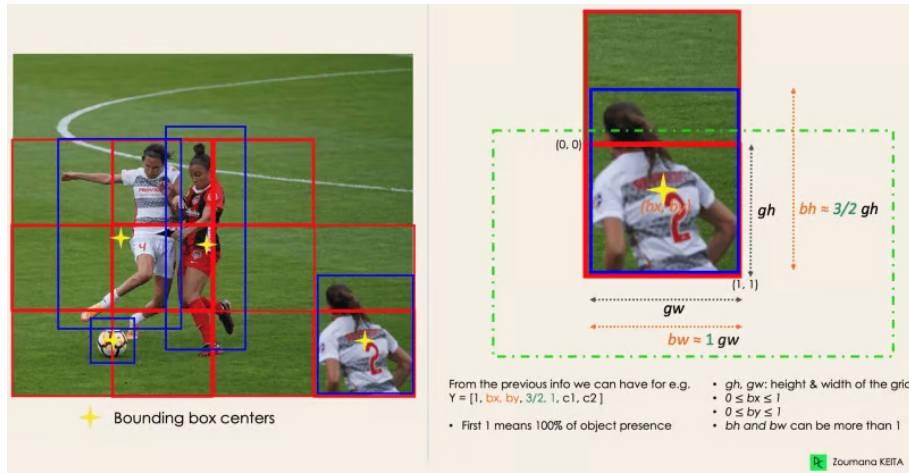 Bounding box centers
(0, 0)
(bx, by)
gh
bh ≈ 3/2 gh
(1, 1)
gw
bw ≈ 1 gw
From the previous info we can have for e.g.
Y = [1, bx, by, 3/2, 1, c1, c2 ]
• First 1 means 100% of object presence
• gh, gw: height & width of the grid
• 0 ≤ bx ≤ 1
• 0 ≤ by ≤ 1
• bh and bw can be more than 1
Zoumana KEITA
4
2
2